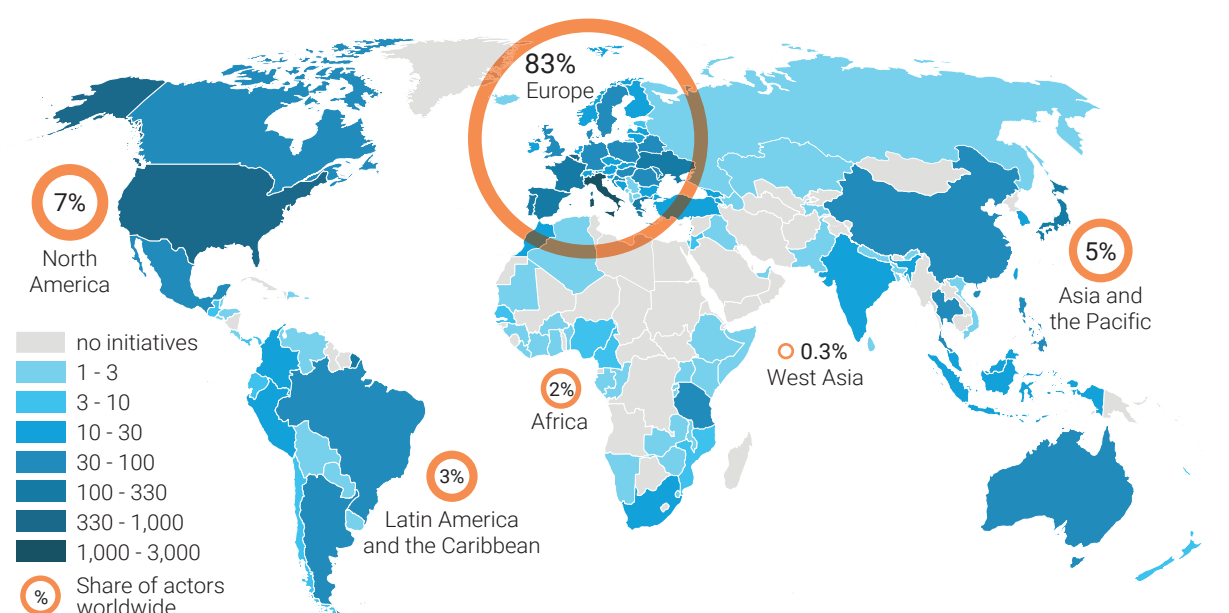 83%
Europe
7%
North
America
5%
Asia and
the Pacific
0.3%
West Asia
2%
Africa
3%
Latin America
and the Caribbean
no initiatives
1 - 3
3 - 10
10 - 30
30 - 100
100 - 330
330 - 1,000
1,000 - 3,000
%
Share of actors
worldwide